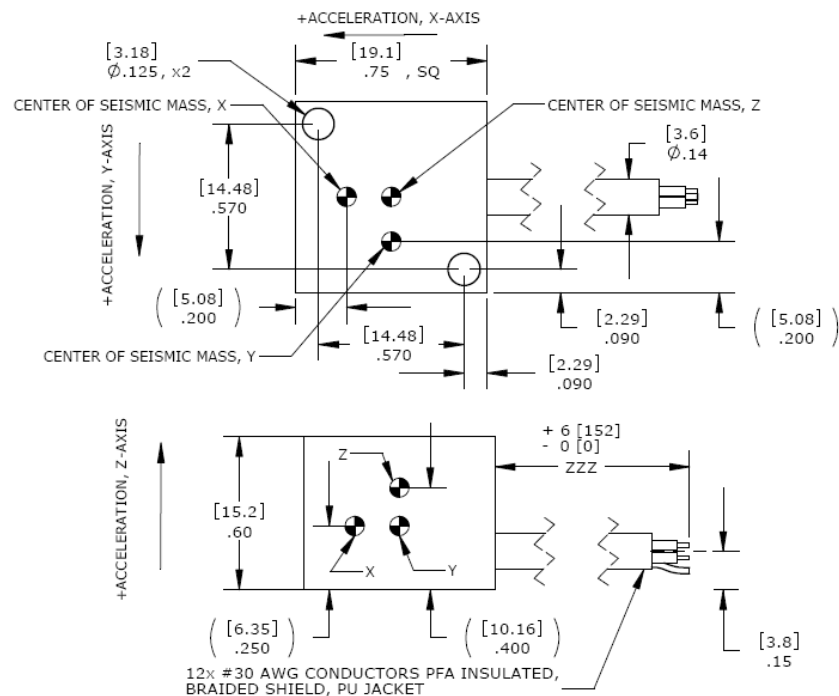 +ACCELERATION, X-AXIS
[3.18]
Ø.125, x2
[19.1]
.75 , SQ
CENTER OF SEISMIC MASS, X
CENTER OF SEISMIC MASS, Z
[3.6]
Ø.14
+ACCELERATION, Y-AXIS
[14.48]
.570
([5.08]
.200)
CENTER OF SEISMIC MASS, Y
[14.48]
.570
[2.29]
.090
[2.29]
.090
([5.08]
.200)
+ACCELERATION, Z-AXIS
+ 6 [152]
- 0 [0]
ZZZ
Z
[15.2]
.60
X
Y
([6.35]
.250)
([10.16]
.400)
[3.8]
.15
12x #30 AWG CONDUCTORS PFA INSULATED,
BRAIDED SHIELD, PU JACKET